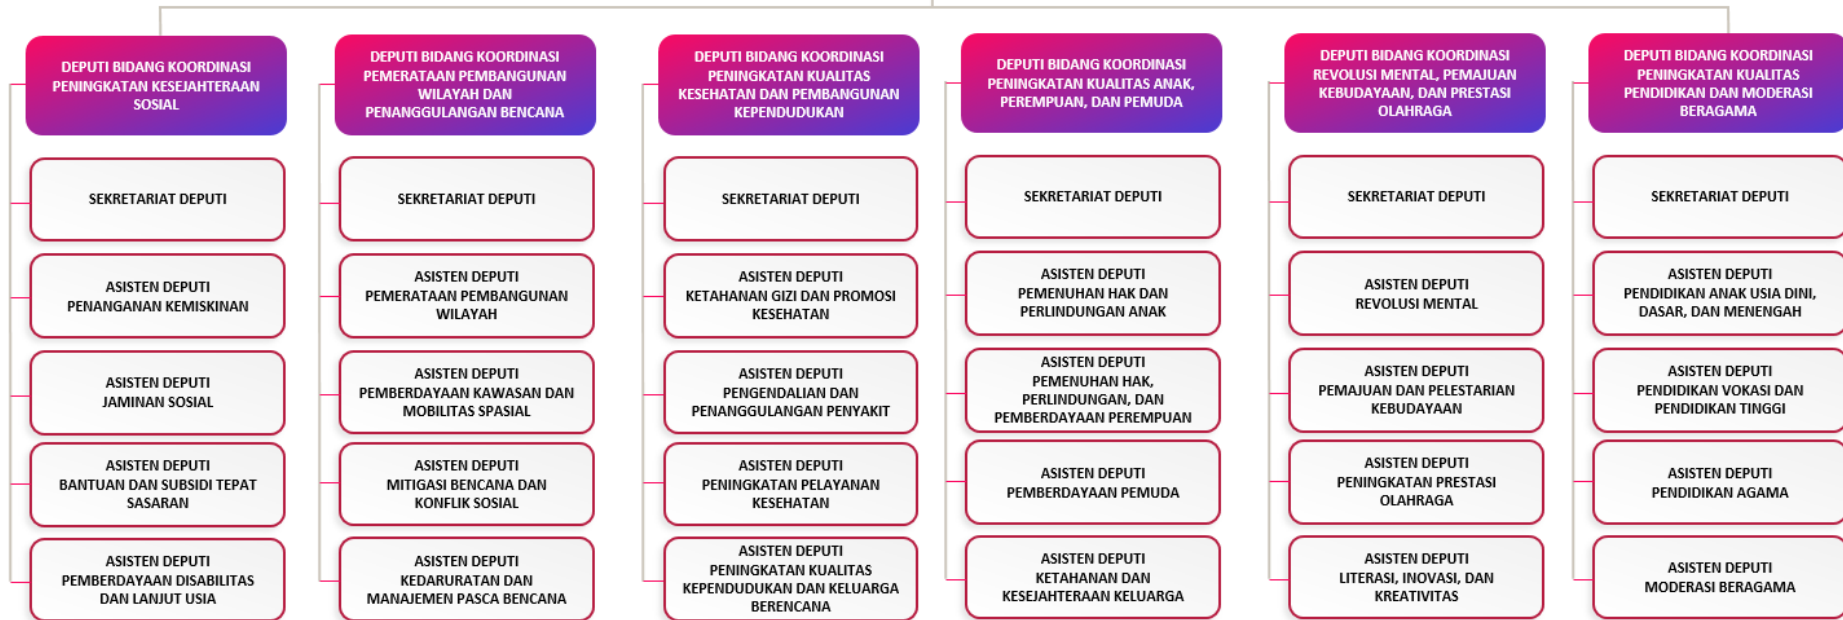 DEPUTI BIDANG KOORDINASI
PENINGKATAN KESEJAHTERAAN
SOSIAL
SEKRETARIAT DEPUTI
ASISTEN DEPUTI
PENANGANAN KEMISKINAN
ASISTEN DEPUTI
JAMINAN SOSIAL
ASISTEN DEPUTI
BANTUAN DAN SUBSIDI TEPAT
SASARAN
ASISTEN DEPUTI
PEMBERDAYAAN DISABILITAS
DAN LANJUT USIA
DEPUTI BIDANG KOORDINASI
PEMERATAAN PEMBANGUNAN
WILAYAH DAN
PENANGGULANGAN BENCANA
SEKRETARIAT DEPUTI
ASISTEN DEPUTI
PEMERATAAN PEMBANGUNAN
WILAYAH
ASISTEN DEPUTI
PEMBERDAYAAN KAWASAN DAN
MOBILITAS SPASIAL
ASISTEN DEPUTI
MITIGASI BENCANA DAN
KONFLIK SOSIAL
ASISTEN DEPUTI
KEDARURATAN DAN
MANAJEMEN PASCA BENCANA
DEPUTI BIDANG KOORDINASI
PENINGKATAN KUALITAS
KESEHATAN DAN PEMBANGUNAN
KEPENDUDUKAN
SEKRETARIAT DEPUTI
ASISTEN DEPUTI
KETAHANAN GIZI DAN PROMOSI
KESEHATAN
ASISTEN DEPUTI
PENGENDALIAN DAN
PENANGGULANGAN PENYAKIT
ASISTEN DEPUTI
PENINGKATAN PELAYANAN
KESEHATAN
ASISTEN DEPUTI
PENINGKATAN KUALITAS
KEPENDUDUKAN DAN KELUARGA
BERENCANA
DEPUTI BIDANG KOORDINASI
PENINGKATAN KUALITAS ANAK,
PEREMPUAN, DAN PEMUDA
SEKRETARIAT DEPUTI
ASISTEN DEPUTI
PEMENUHAN HAK DAN
PERLINDUNGAN ANAK
ASISTEN DEPUTI
PEMENUHAN HAK,
PERLINDUNGAN, DAN
PEMBERDAYAAN PEREMPUAN
ASISTEN DEPUTI
PEMBERDAYAAN PEMUDA
ASISTEN DEPUTI
KETAHANAN DAN
KESEJAHTERAAN KELUARGA
DEPUTI BIDANG KOORDINASI
REVOLUSI MENTAL, PEMAJUAN
KEBUDAYAAN, DAN PRESTASI
OLAHRAGA
SEKRETARIAT DEPUTI
ASISTEN DEPUTI
REVOLUSI MENTAL
ASISTEN DEPUTI
PEMAJUAN DAN PELESTARIAN
KEBUDAYAAN
ASISTEN DEPUTI
PENINGKATAN PRESTASI
OLAHRAGA
ASISTEN DEPUTI
LITERASI, INOVASI, DAN
KREATIVITAS
DEPUTI BIDANG KOORDINASI
PENINGKATAN KUALITAS
PENDIDIKAN DAN MODERASI
BERAGAMA
SEKRETARIAT DEPUTI
ASISTEN DEPUTI
PENDIDIKAN ANAK USIA DINI,
DASAR, DAN MENENGAH
ASISTEN DEPUTI
PENDIDIKAN VOKASI DAN
PENDIDIKAN TINGGI
ASISTEN DEPUTI
PENDIDIKAN AGAMA
ASISTEN DEPUTI
MODERASI BERAGAMA